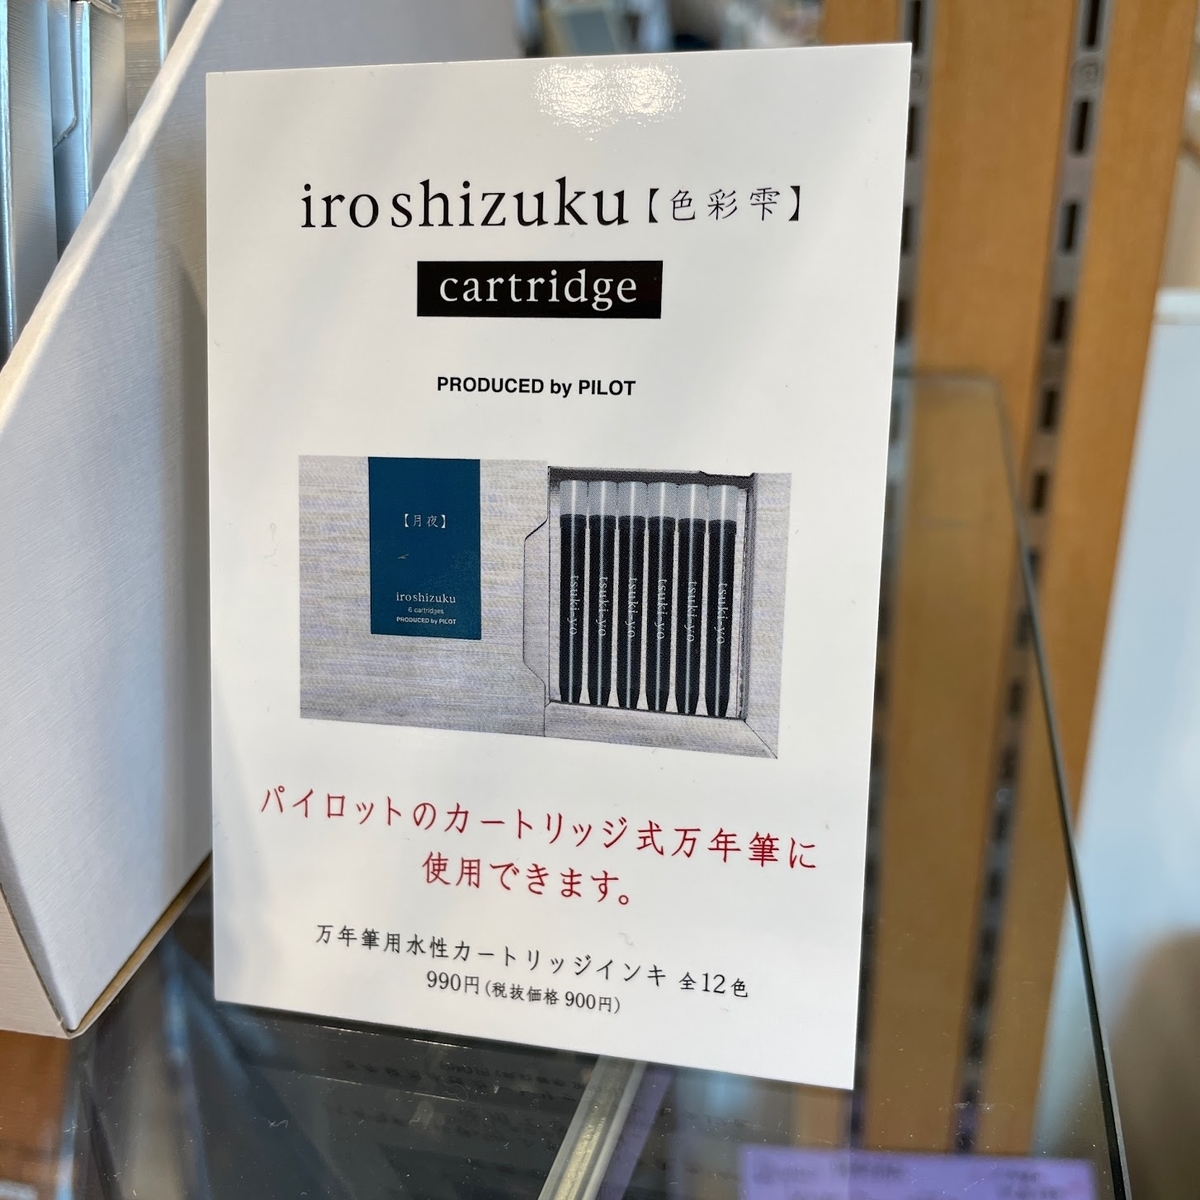 iroshizuku【色彩雫】
cartridge
PRODUCED by PILOT
【月夜】
iroshizuku
6 cartridges
PRODUCED by PILOT
tsuki-yo
tsuki-yo
tsuki-yo
tsuki-yo
tsuki-yo
tsuki-yo
パイロットのカートリッジ式万年筆に
使用できます。
万年筆用水性カートリッジインキ 全12色
990円(税抜価格 900円)